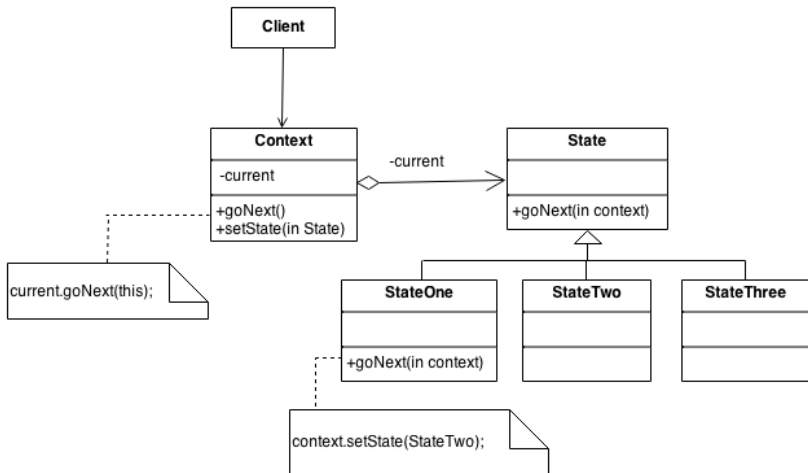 Client
Context
-current
+goNext()
+setState(in State)
-current
State
+goNext(in context)
current.goNext(this);
StateOne
+goNext(in context)
StateTwo
StateThree
context.setState(StateTwo);